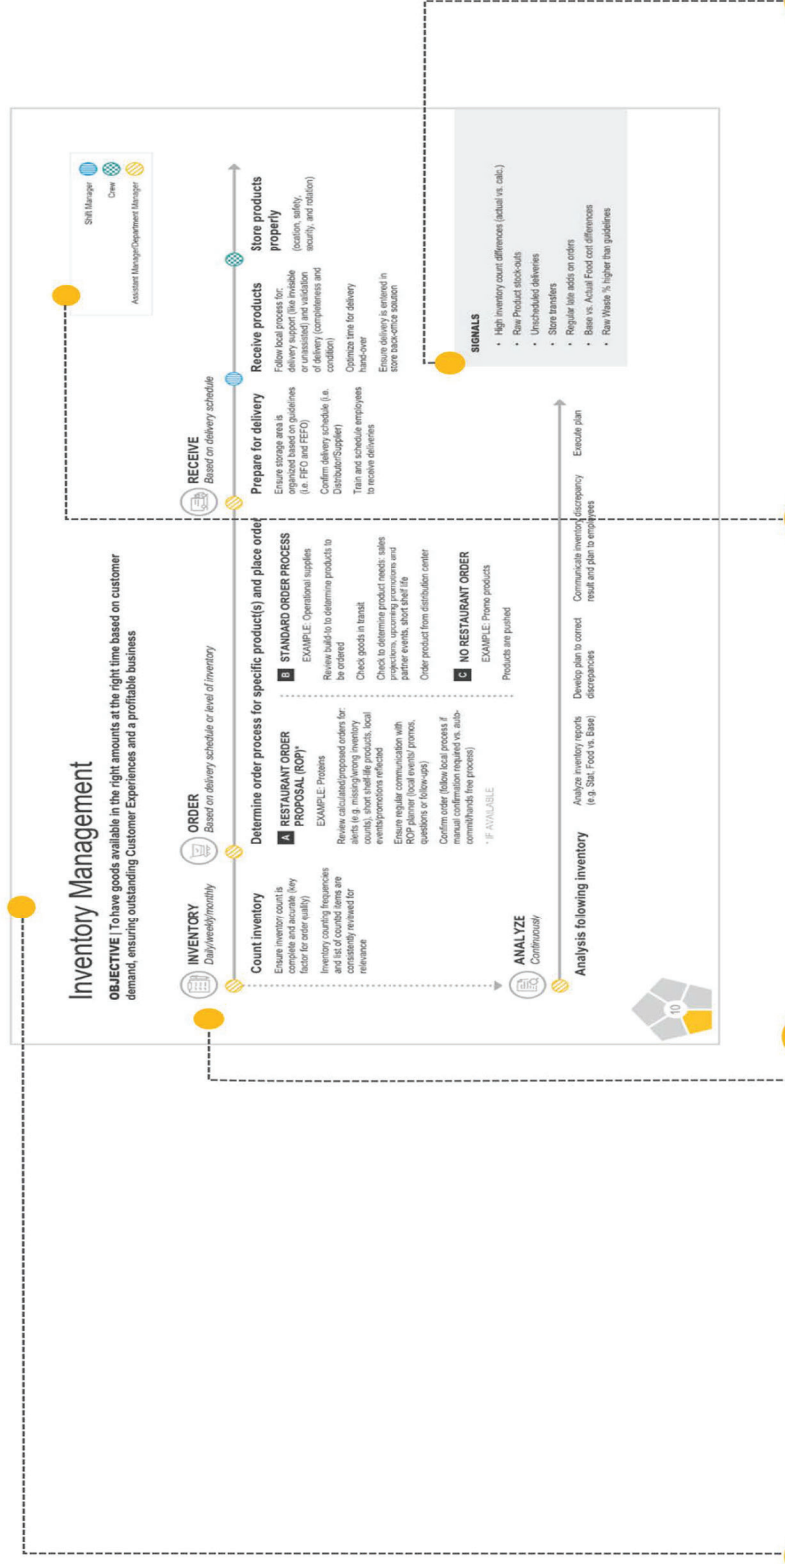 Inventory Management
OBJECTIVE | To have goods available in the right amounts at the right time based on customer
demand, ensuring outstanding Customer Experiences and a profitable business
Shift Manager
Crew
Assistant Manager/Department Manager
INVENTORY
Daily/weekly/monthly
Count inventory
Ensure inventory count is
complete and accurate (key
factor for order quality)
Inventory counting frequencies
and list of counted items are
consistently reviewed for
relevance
ORDER
Based on delivery schedule or level of inventory
Determine order process for specific product(s) and place order
A RESTAURANT ORDER
PROPOSAL (ROP)*
EXAMPLE: Proteins
Review calculated/proposed orders for:
alerts (e.g. missing/wrong inventory
counts), short shelf-life products, local
events/promotions reflected
Ensure regular communication with
ROP planner (local events/ promos,
questions or follow-ups)
Confirm order (follow local process if
manual confirmation required vs. auto-
commit/hands free process)
* IF AVAILABLE
B STANDARD ORDER PROCESS
EXAMPLE: Operational supplies
Review build-to to determine products to
be ordered
Check goods in transit
Check to determine product needs: sales
projections, upcoming promotions and
partner events, short shelf life
Order product from distribution center
C NO RESTAURANT ORDER
EXAMPLE: Promo products
Products are pushed
RECEIVE
Based on delivery schedule
Prepare for delivery
Ensure storage area is
organized based on guidelines
(i.e. FIFO and FEFO)
Confirm delivery schedule (i.e.
Distributor/Supplier)
Train and schedule employees
to receive deliveries
Receive products
Follow local process for:
delivery support (like invisible
or unassisted) and validation
of delivery (completeness and
condition)
Optimize time for delivery
hand-over
Ensure delivery is entered in
store back-office solution
Store products
properly
(location, safety,
security, and rotation)
ANALYZE
Continuously
Analysis following inventory
Analyze inventory reports
(e.g. Stat, Food vs. Base)
Develop plan to correct
discrepancies
Communicate inventory discrepancy
result and plan to employees
Execute plan
SIGNALS
• High inventory count differences (actual vs. calc.)
• Raw Product stock-outs
• Unscheduled deliveries
• Store transfers
• Regular late adds on orders
• Base vs. Actual Food cost differences
• Raw Waste % higher than guidelines
10